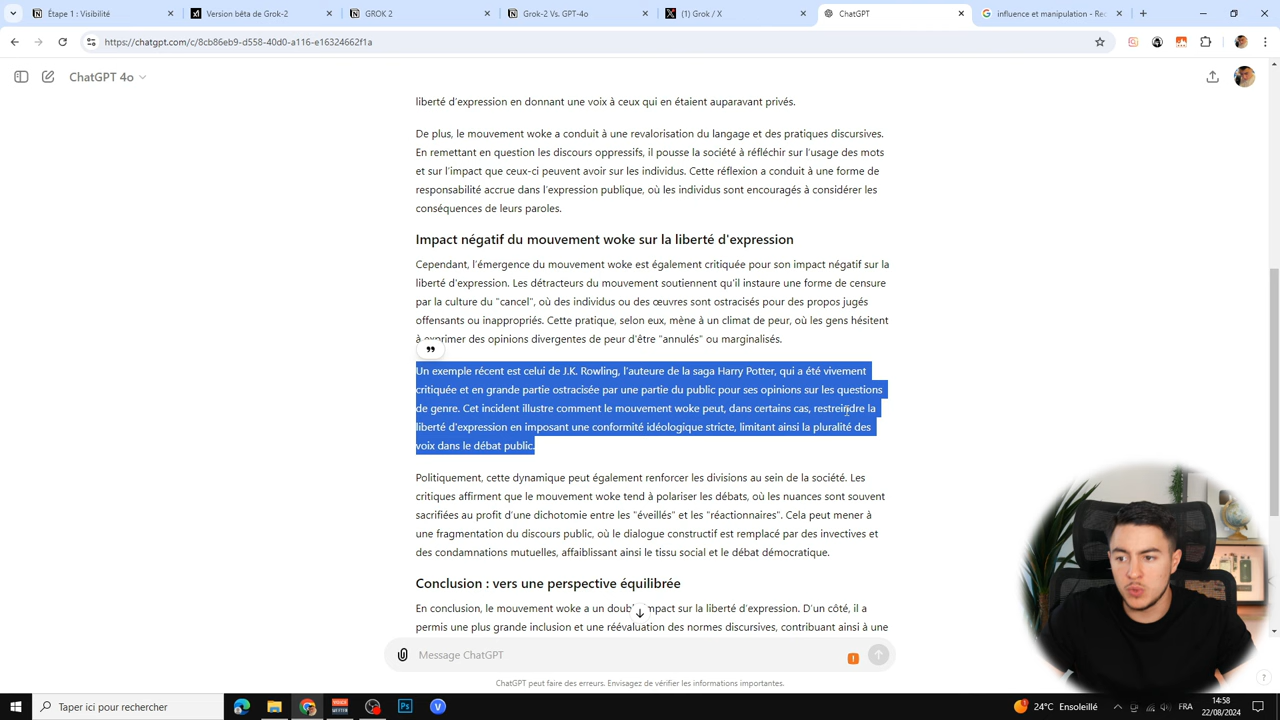 Étape 1 : Visibilité
Version bêta de Grok-2
GROK 2
Grok-2 Vs. GPT-4o
(1) Grok / X
ChatGPT
influence et manipulation - Rec
https://chatgpt.com/c/8cb86eb9-d558-40d0-a116-e16324662f1a
ChatGPT 4o
liberté d'expression en donnant une voix à ceux qui en étaient auparavant privés.
De plus, le mouvement woke a conduit à une revalorisation du langage et des pratiques discursives.
En remettant en question les discours oppressifs, il pousse la société à réfléchir sur l'usage des mots
et sur l'impact que ceux-ci peuvent avoir sur les individus. Cette réflexion a conduit à une forme de
responsabilité accrue dans l'expression publique, où les individus sont encouragés à considérer les
conséquences de leurs paroles.
Impact négatif du mouvement woke sur la liberté d'expression
Cependant, l'émergence du mouvement woke est également critiquée pour son impact négatif sur la
liberté d'expression. Les détracteurs du mouvement soutiennent qu'il instaure une forme de censure
par la culture du "cancel", où des individus ou des œuvres sont ostracisés pour des propos jugés
offensants ou inappropriés. Cette pratique, selon eux, mène à un climat de peur, où les gens hésitent
à exprimer des opinions divergentes de peur d'être "annulés" ou marginalisés.
Un exemple récent est celui de J.K. Rowling, l'auteure de la saga Harry Potter, qui a été vivement
critiquée et en grande partie ostracisée par une partie du public pour ses opinions sur les questions
de genre. Cet incident illustre comment le mouvement woke peut, dans certains cas, restreindre la
liberté d'expression en imposant une conformité idéologique stricte, limitant ainsi la pluralité des
voix dans le débat public.
Politiquement, cette dynamique peut également renforcer les divisions au sein de la société. Les
critiques affirment que le mouvement woke tend à polariser les débats, où les nuances sont souvent
sacrifiées au profit d'une dichotomie entre les "éveillés" et les "réactionnaires". Cela peut mener à
une fragmentation du discours public, où le dialogue constructif est remplacé par des invectives et
des condamnations mutuelles, affaiblissant ainsi le tissu social et le débat démocratique.
Conclusion : vers une perspective équilibrée
En conclusion, le mouvement woke a un double impact sur la liberté d'expression. D'un côté, il a
permis une plus grande inclusion et une réévaluation des normes discursives, contribuant ainsi à une
Message ChatGPT
ChatGPT peut faire des erreurs. Envisagez de vérifier les informations importantes.
Taper ici pour rechercher
24°C Ensoleillé
FRA
14:58
22/08/2024